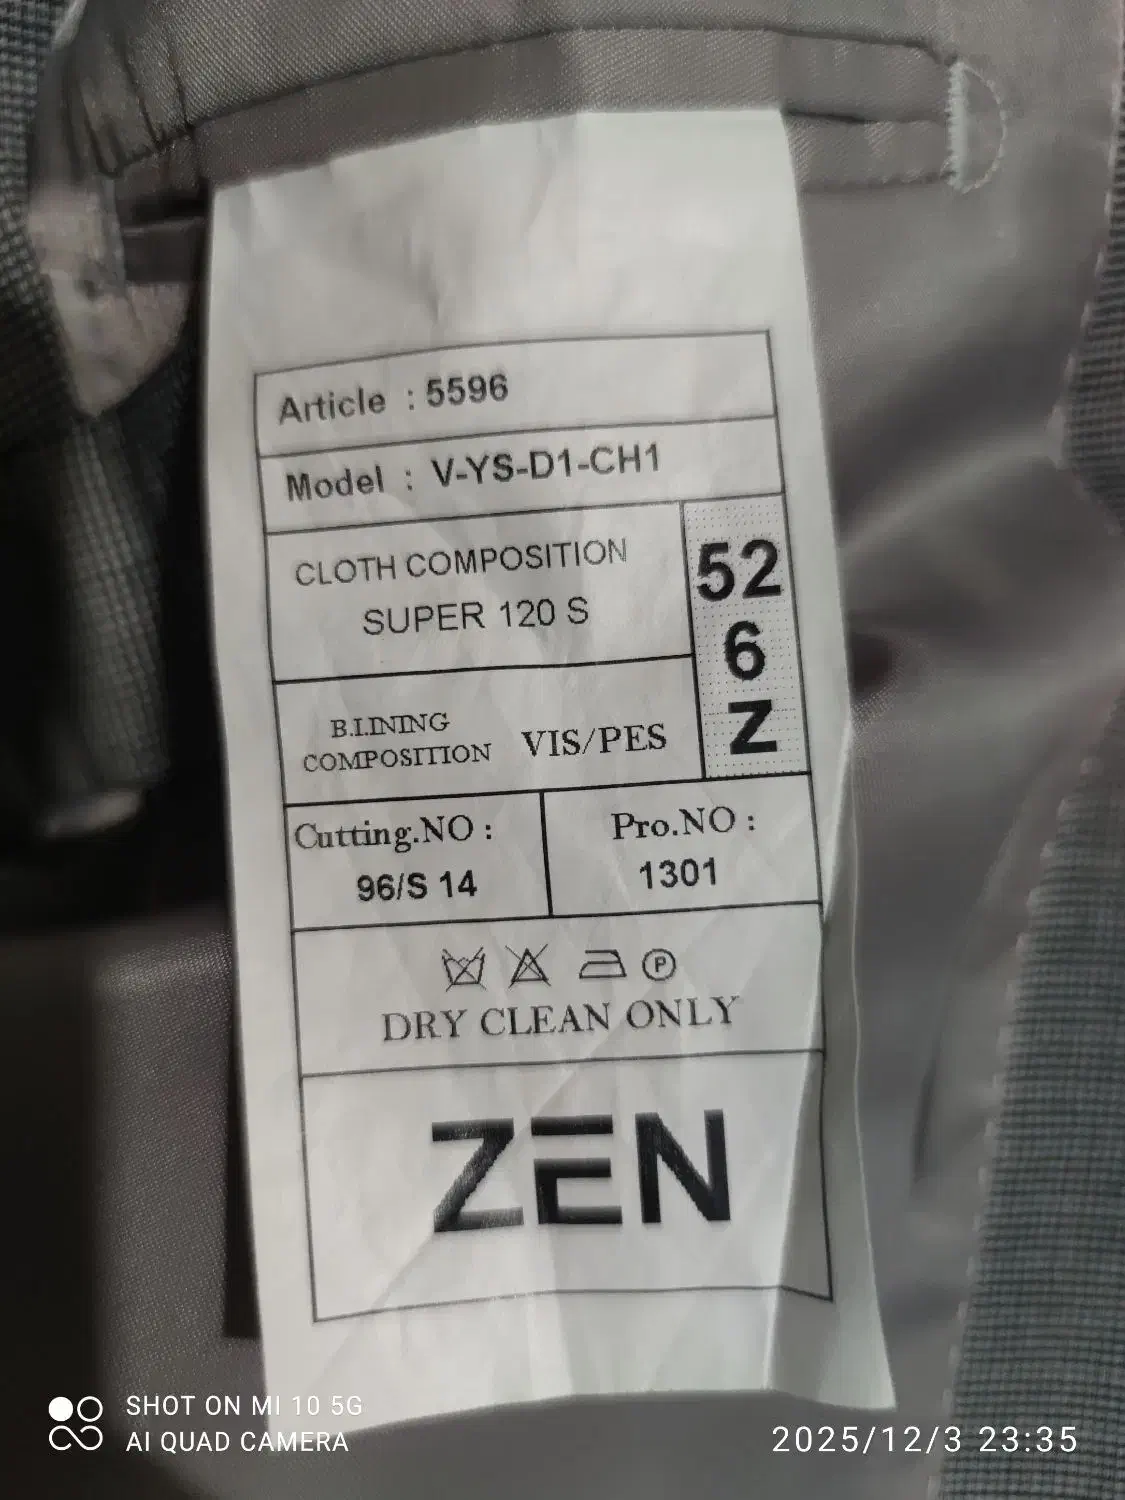 Article : 5596
Model : V-YS-D1-CH1
CLOTH COMPOSITION
SUPER 120 S
52
6
Z
B.LINING
COMPOSITION
VIS/PES
Cutting.NO :
96/S 14
Pro.NO :
1301
P
DRY CLEAN ONLY
ZEN
SHOT ON MI 10 5G
AI QUAD CAMERA
2025/12/3 23:35